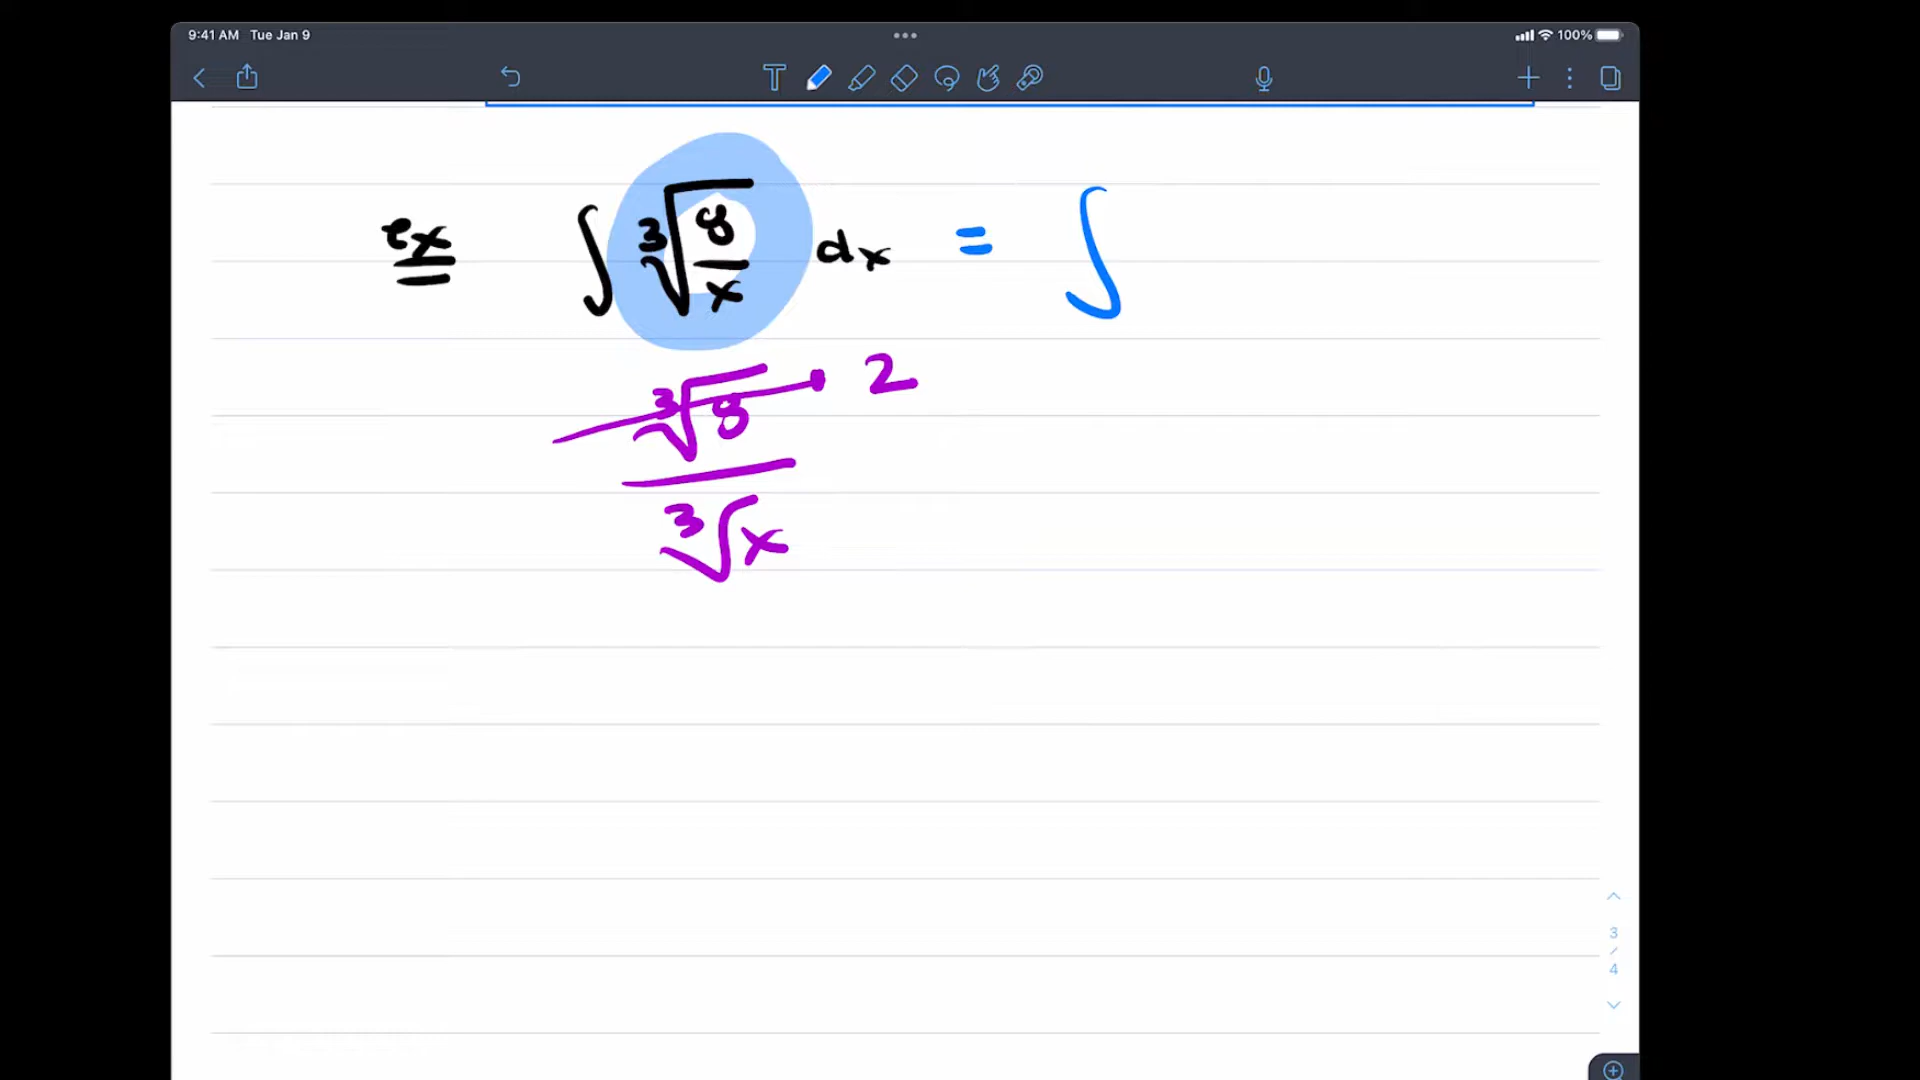 9:41 AM Tue Jan 9
100%
ex ∫ ∛(8/x) dx = ∫
∛8 2
∛x
3
/
4